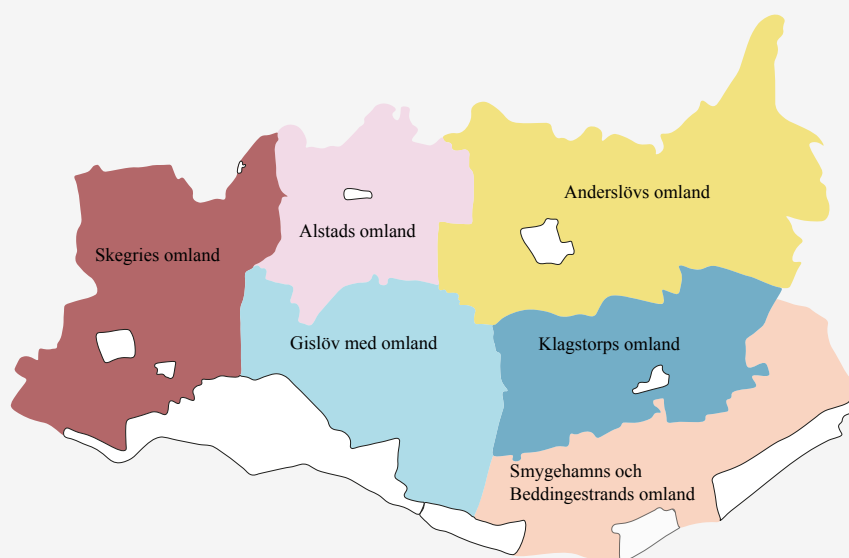 Anderslövs omland
Alstads omland
Skegries omland
Gislöv med omland
Klagstorps omland
Smygehamns och
Beddingestrands omland